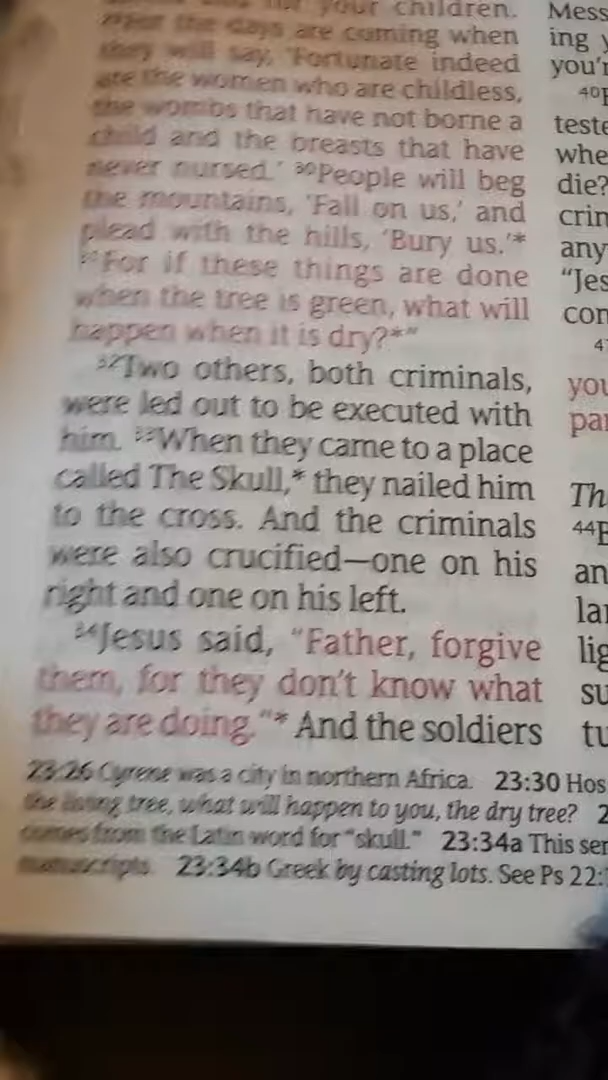 your children.
the days are coming when
they will say, 'Fortunate indeed
are the women who are childless,
the wombs that have not borne a
child and the breasts that have
never nursed.' 30People will beg
the mountains, 'Fall on us,' and
plead with the hills, 'Bury us.'*
31For if these things are done
when the tree is green, what will
happen when it is dry?*"
32Two others, both criminals,
were led out to be executed with
him. 33When they came to a place
called The Skull,* they nailed him
to the cross. And the criminals
were also crucified—one on his
right and one on his left.
34Jesus said, "Father, forgive
them, for they don't know what
they are doing."* And the soldiers
23:26 Cyrene was a city in northern Africa. 23:30 Hos
the living tree, what will happen to you, the dry tree? 2
comes from the Latin word for "skull." 23:34a This sen
manuscripts. 23:34b Greek by casting lots. See Ps 22:
Mess
ing y
you'r
40
teste
whe
die?
crim
any
"Jes
con
4
you
par
Th
44
an
lan
lig
su
tu